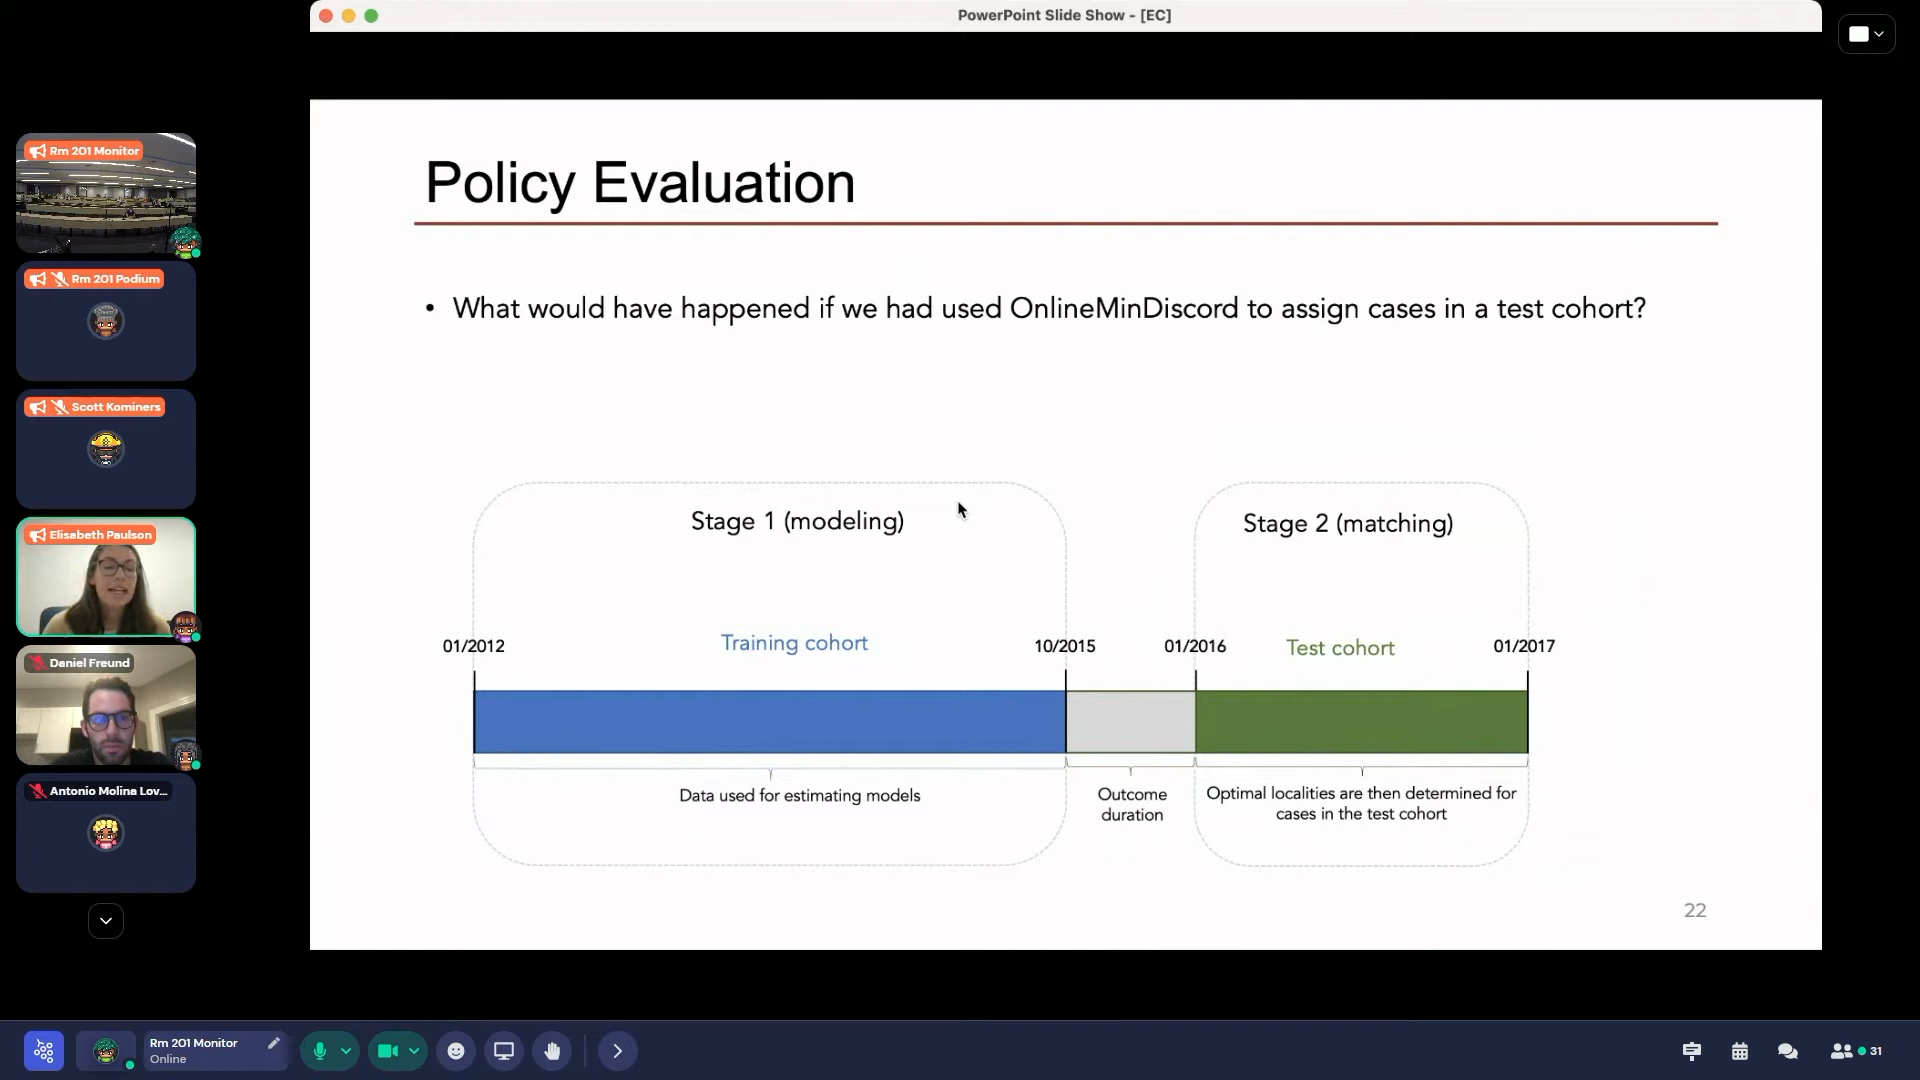 PowerPoint Slide Show - [EC]
Rm 201 Monitor
Rm 201 Podium
Scott Kominers
Elisabeth Paulson
Daniel Freund
Antonio Molina Lov...
Policy Evaluation
• What would have happened if we had used OnlineMinDiscord to assign cases in a test cohort?
Stage 1 (modeling)
Stage 2 (matching)
01/2012
Training cohort
10/2015
01/2016
Test cohort
01/2017
Data used for estimating models
Outcome
duration
Optimal localities are then determined for
cases in the test cohort
22
Rm 201 Monitor
Online
31